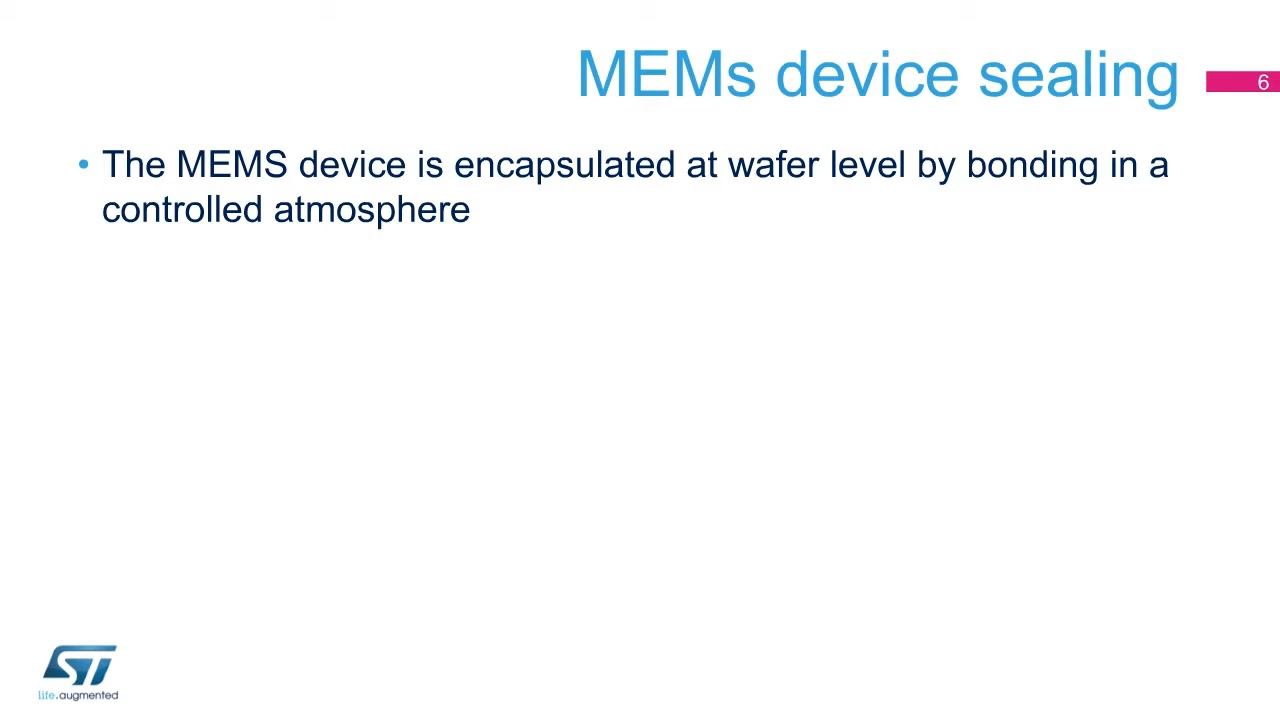 MEMs device sealing
6
• The MEMS device is encapsulated at wafer level by bonding in a
controlled atmosphere
ST
life.augmented